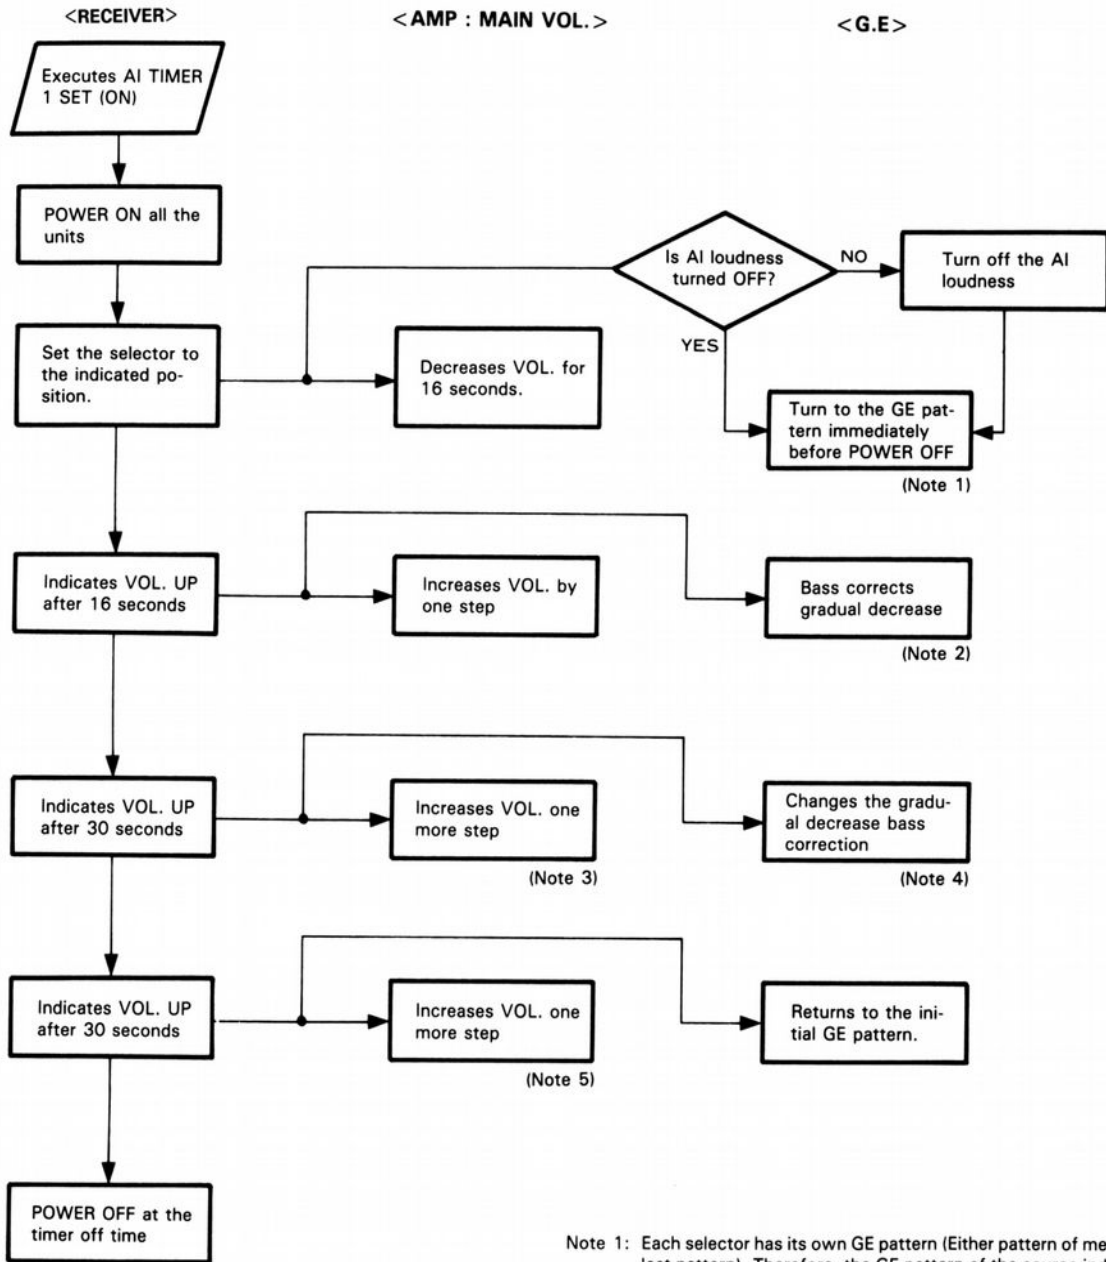 <RECEIVER>
<AMP : MAIN VOL.>
<G.E>
Executes AI TIMER
1 SET (ON)
POWER ON all the
units
Is AI loudness
turned OFF?
NO
Turn off the AI
loudness
YES
Set the selector to
the indicated po-
sition.
Decreases VOL. for
16 seconds.
Turn to the GE pat-
tern immediately
before POWER OFF
(Note 1)
Indicates VOL. UP
after 16 seconds
Increases VOL. by
one step
Bass corrects
gradual decrease
(Note 2)
Indicates VOL. UP
after 30 seconds
Increases VOL. one
more step
(Note 3)
Changes the gradu-
al decrease bass
correction
(Note 4)
Indicates VOL. UP
after 30 seconds
Increases VOL. one
more step
(Note 5)
Returns to the ini-
tial GE pattern.
POWER OFF at the
timer off time
Note 1: Each selector has its own GE pattern (Either pattern of me